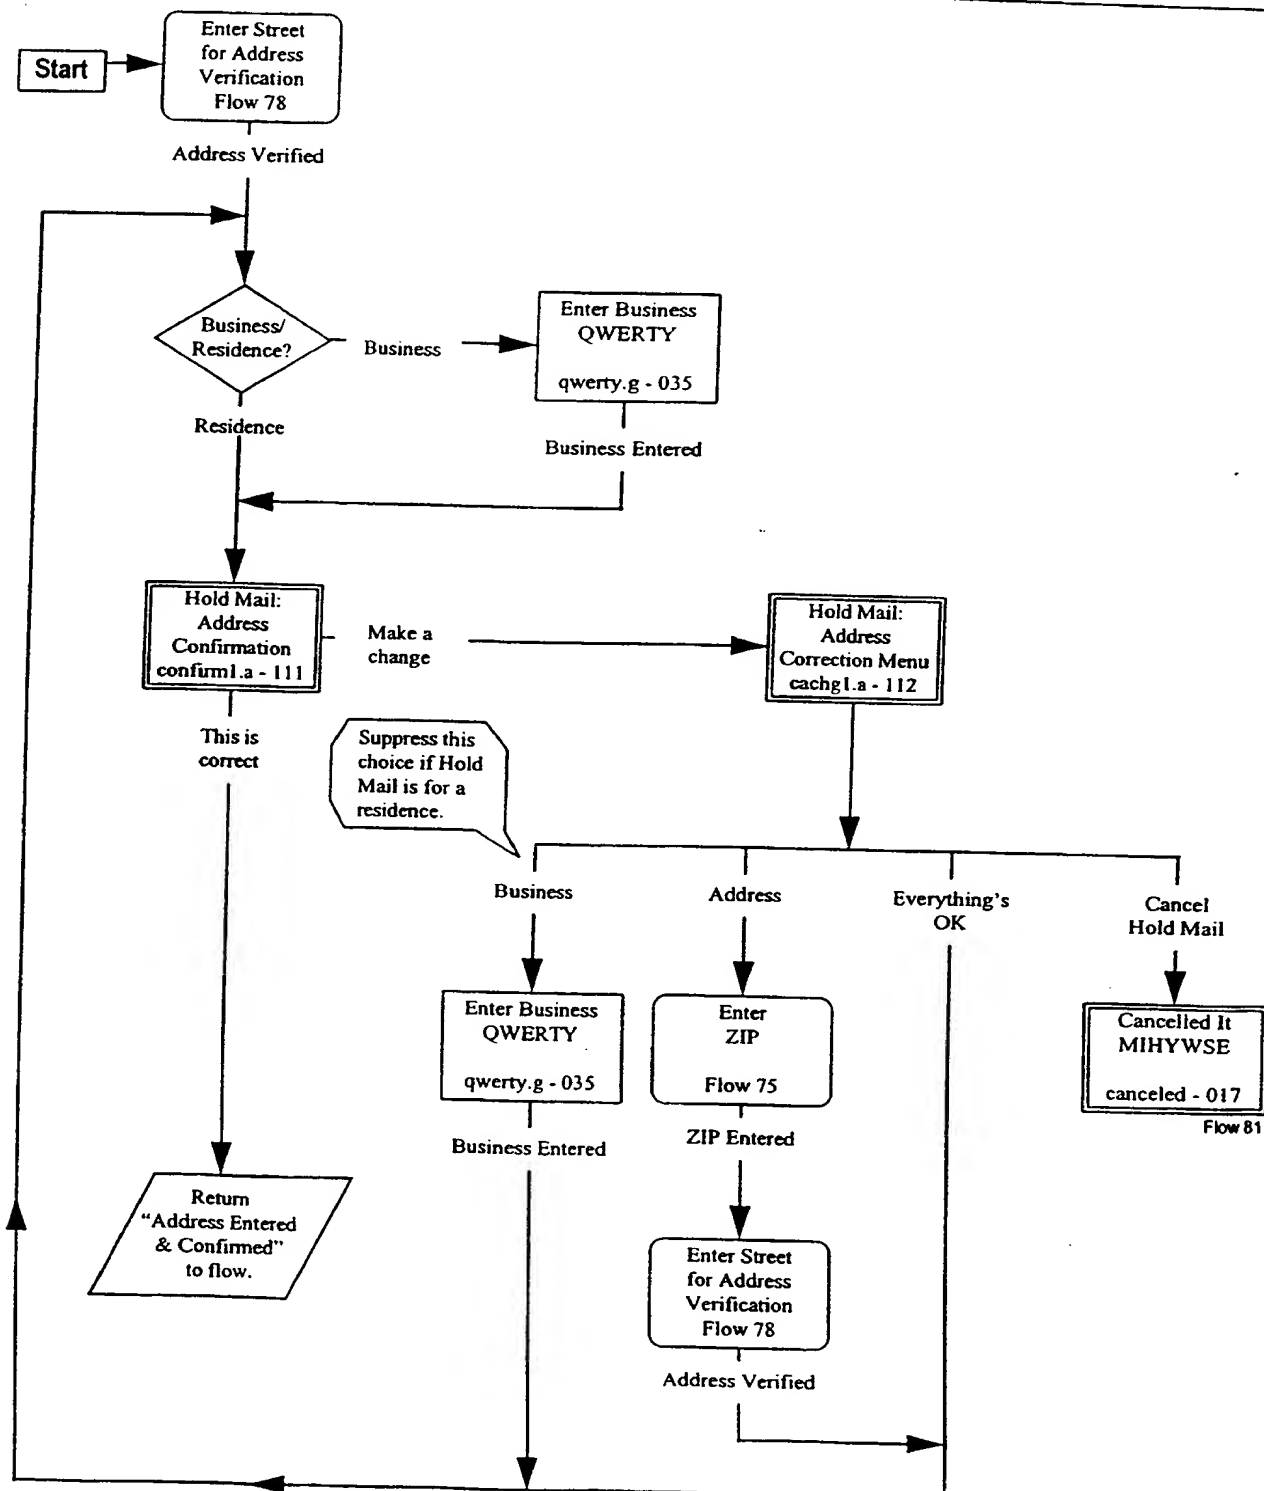 Start
Enter Street
for Address
Verification
Flow 78
Address Verified
Business/
Residence?
Business
Enter Business
QWERTY
qwerty.g - 035
Residence
Business Entered
Hold Mail:
Address
Confirmation
confirm1.a - 111
Make a
change
Hold Mail:
Address
Correction Menu
cachg1.a - 112
This is
correct
Suppress this
choice if Hold
Mail is for a
residence.
Business
Address
Everything's
OK
Cancel
Hold Mail
Enter Business
QWERTY
qwerty.g - 035
Enter
ZIP
Flow 75
Cancelled It
MIHYWSE
canceled - 017
Flow 81
Business Entered
ZIP Entered
Return
“Address Entered
& Confirmed”
to flow.
Enter Street
for Address
Verification
Flow 78
Address Verified